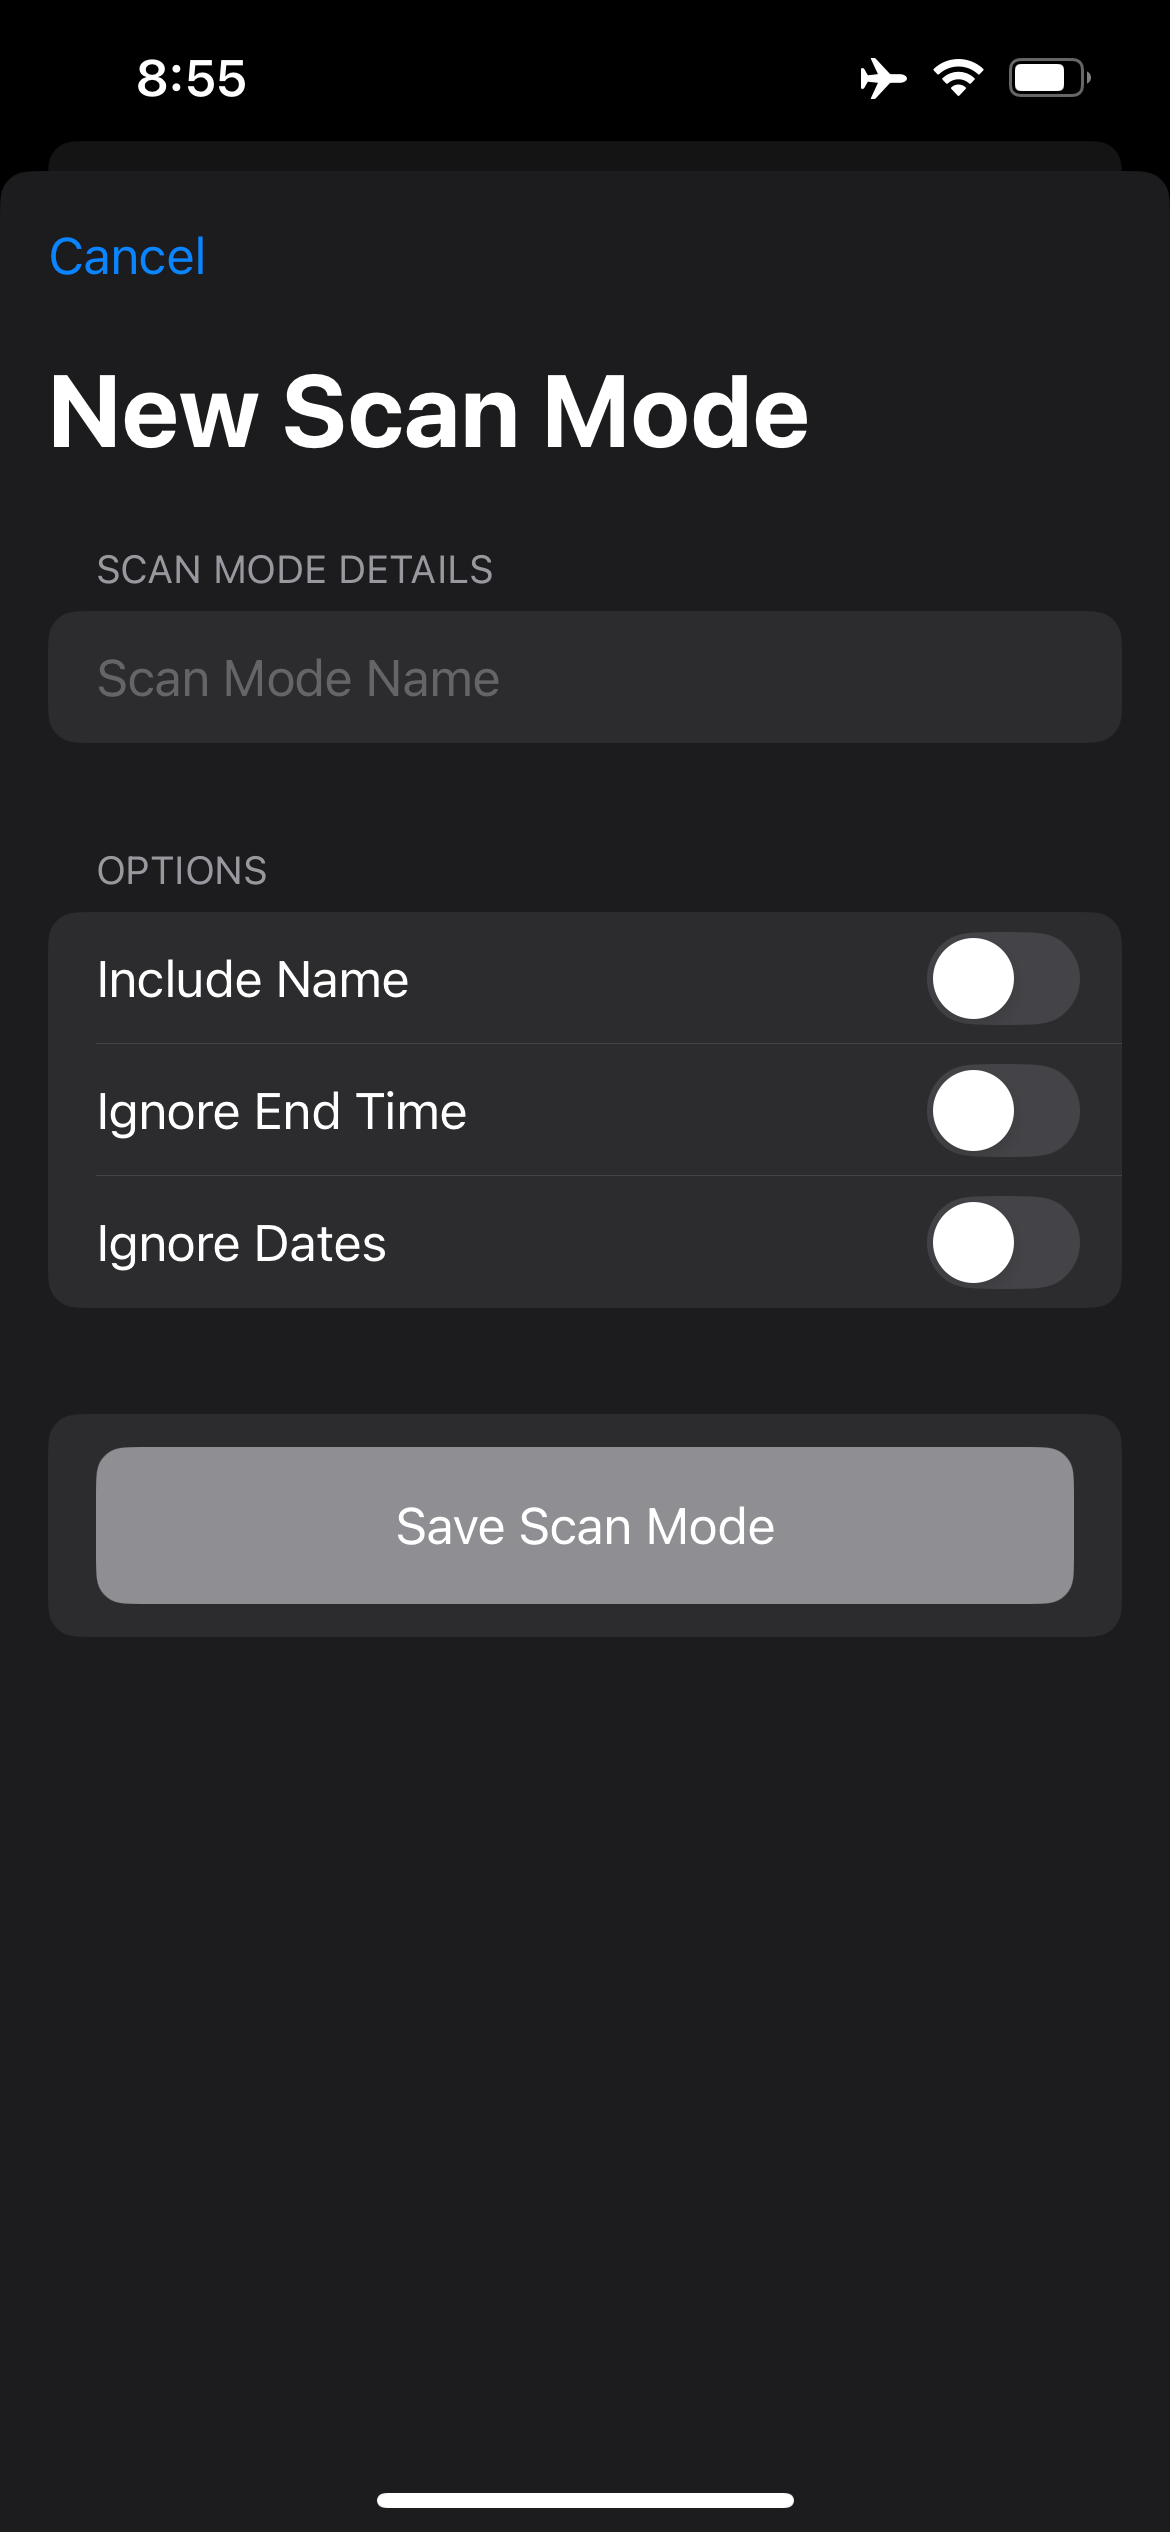 8:55
Cancel
New Scan Mode
SCAN MODE DETAILS
Scan Mode Name
OPTIONS
Include Name
Ignore End Time
Ignore Dates
Save Scan Mode